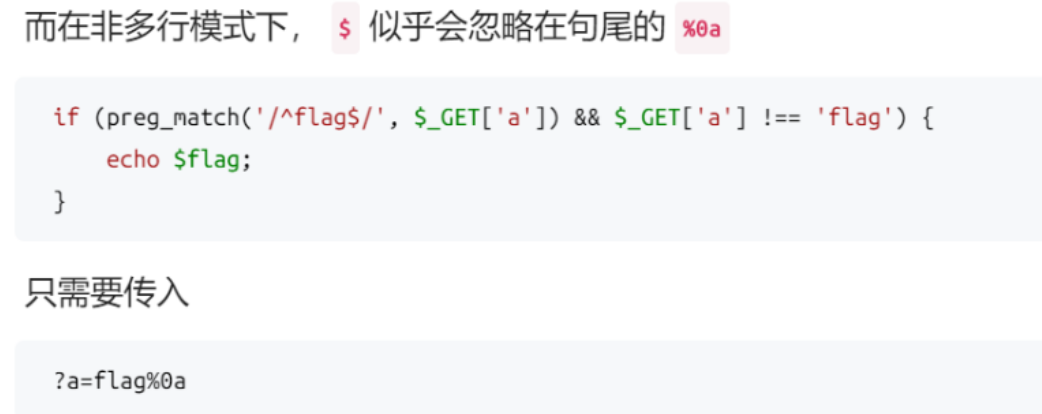 而在非多行模式下， $ 似乎会忽略在句尾的 %0a
if (preg_match('/^flag$/', $_GET['a']) && $_GET['a'] !== 'flag') {
    echo $flag;
}
只需要传入
?a=flag%0a